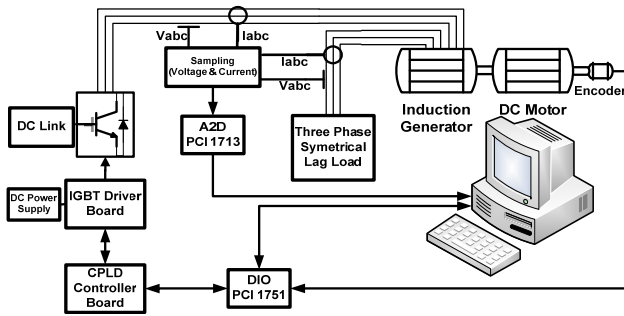 Vabc
Iabc
Sampling
(Voltage & Current)
Iabc
Vabc
Encoder
Induction
Generator
DC Motor
DC Link
A2D
PCI 1713
Three Phase
Symetrical
Lag Load
DC Power
Supply
IGBT Driver
Board
CPLD
Controller
Board
DIO
PCI 1751